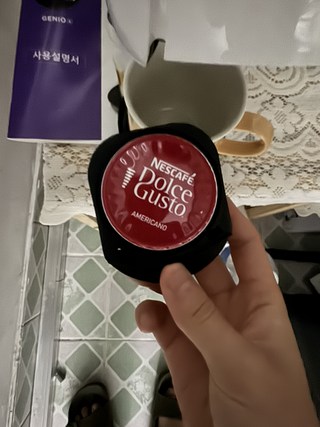 GENIO S
사용설명서
NESCAFÉ
Dolce
Gusto
AMERICANO